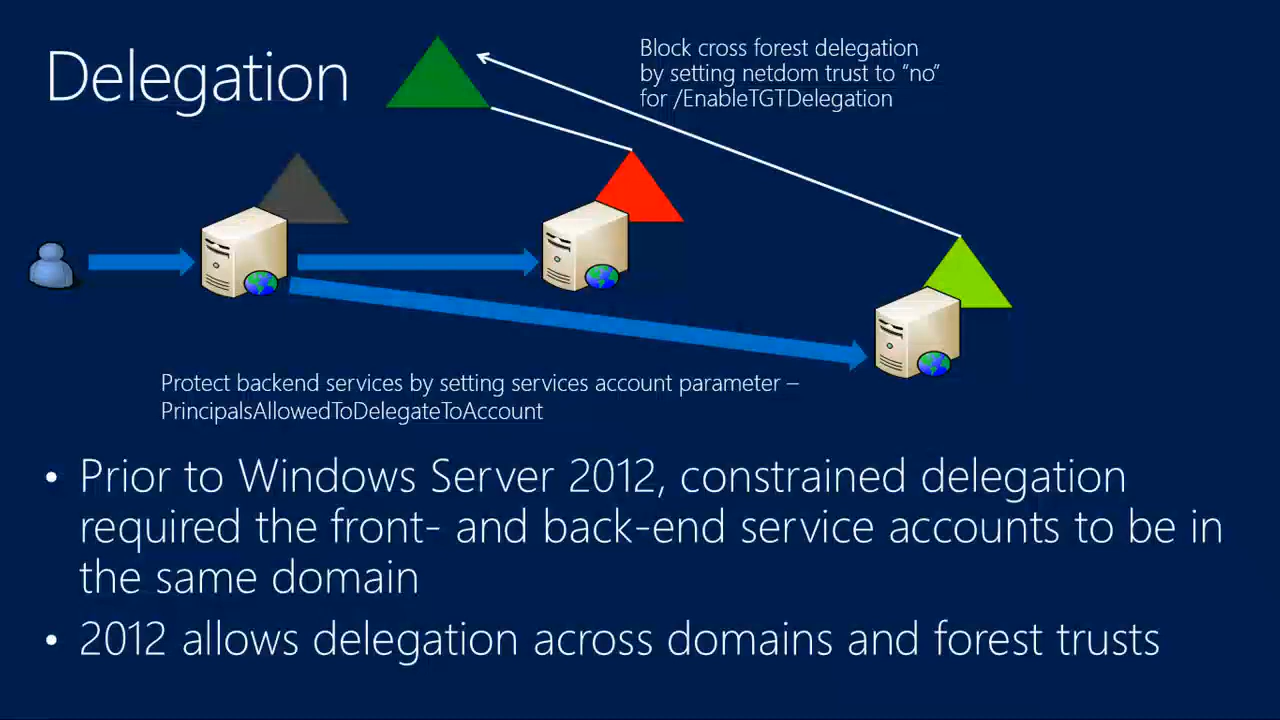 Delegation
Block cross forest delegation
by setting netdom trust to “no”
for /EnableTGTDelegation
Protect backend services by setting services account parameter –
PrincipalsAllowedToDelegateToAccount
• Prior to Windows Server 2012, constrained delegation
required the front- and back-end service accounts to be in
the same domain
• 2012 allows delegation across domains and forest trusts